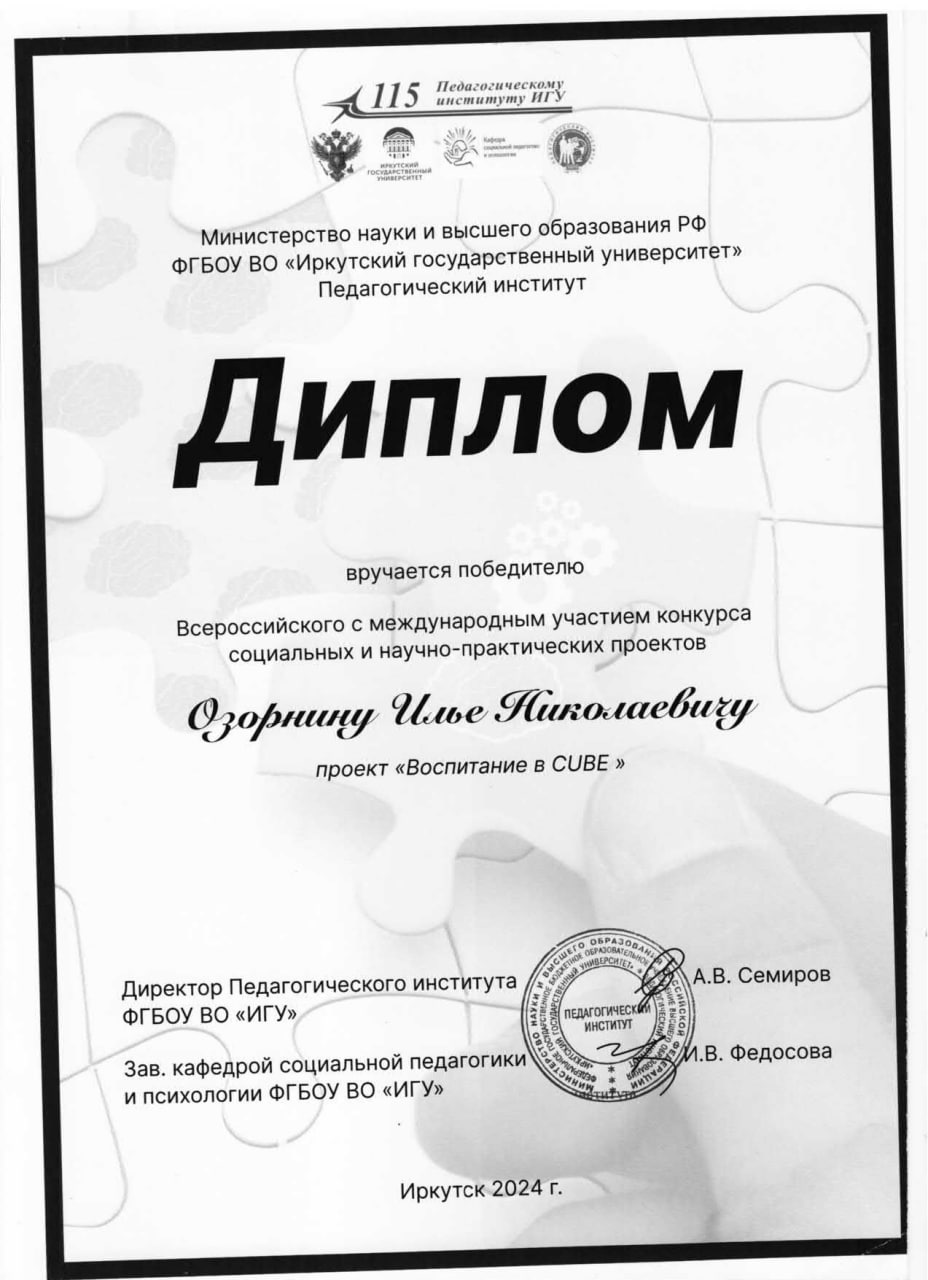 115 Педагогическому
институту ИГУ
ИРКУТСКИЙ
ГОСУДАРСТВЕННЫЙ
УНИВЕРСИТЕТ
Кафедра
социальной педагогики
и психологии
Министерство науки и высшего образования РФ
ФГБОУ ВО «Иркутский государственный университет»
Педагогический институт
Диплом
вручается победителю
Всероссийского с международным участием конкурса
социальных и научно-практических проектов
Озорнину Илье Николаевичу
проект «Воспитание в CUBE »
Директор Педагогического института
ФГБОУ ВО «ИГУ»
А.В. Семиров
ПЕДАГОГИЧЕСКИЙ
ИНСТИТУТ
Зав. кафедрой социальной педагогики
и психологии ФГБОУ ВО «ИГУ»
И.В. Федосова
Иркутск 2024 г.